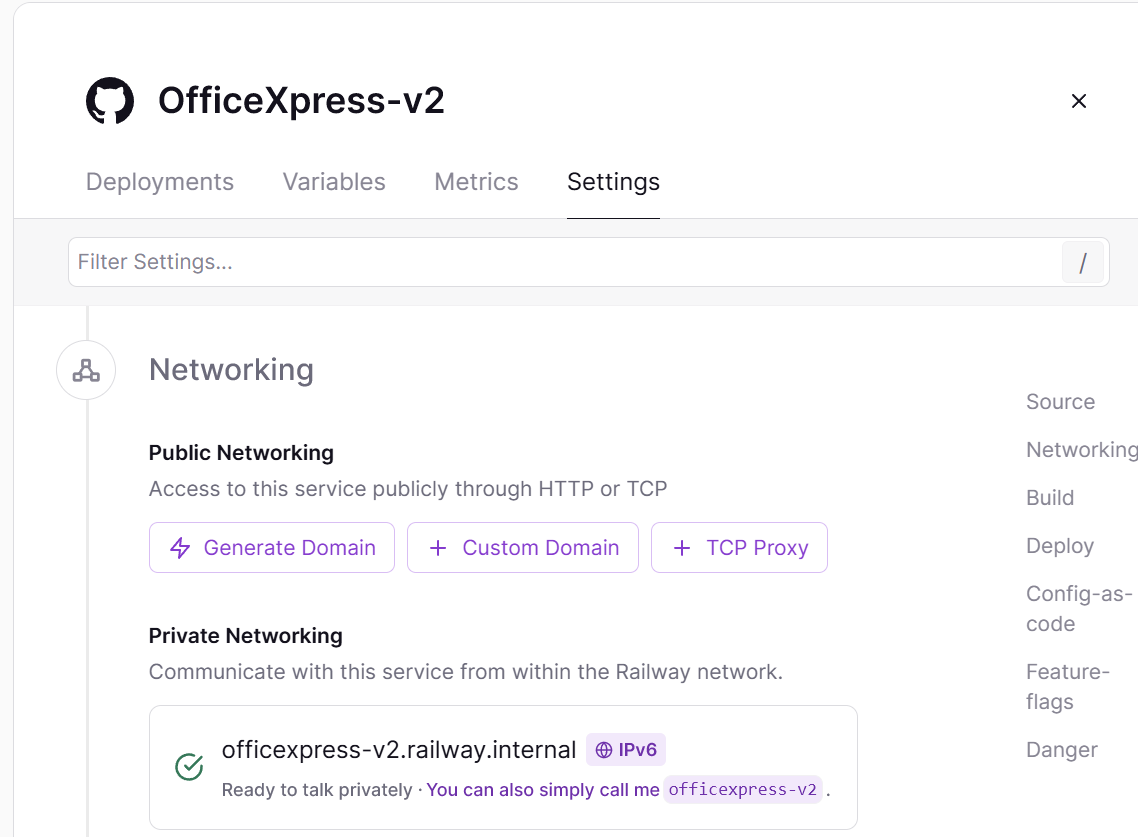 OfficeXpress-v2
Deployments Variables Metrics Settings
Filter Settings... /
Networking
Public Networking
Access to this service publicly through HTTP or TCP
Generate Domain + Custom Domain + TCP Proxy
Private Networking
Communicate with this service from within the Railway network.
officexpress-v2.railway.internal IPv6
Ready to talk privately · You can also simply call me officexpress-v2 .
Source
Networking
Build
Deploy
Config-as-
code
Feature-
flags
Danger